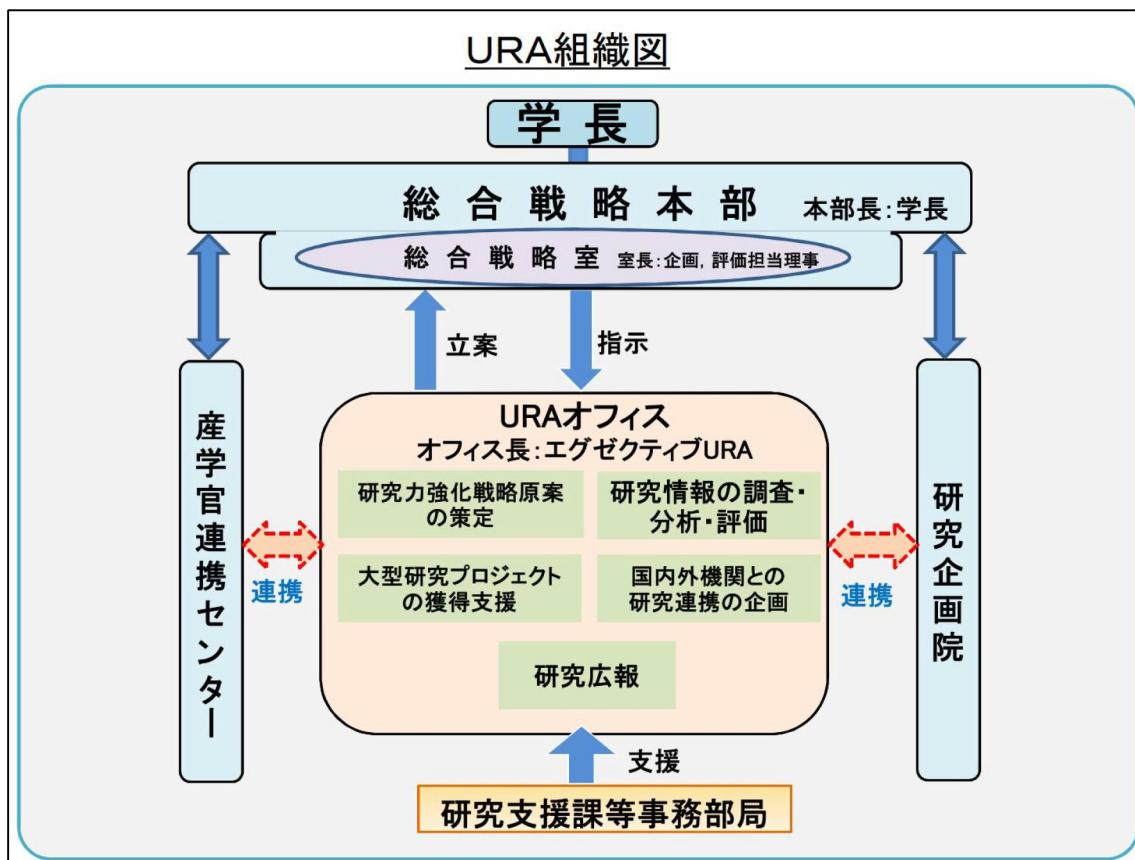 URA組織図
学長
総合戦略本部 本部長:学長
総合戦略室 室長:企画,評価担当理事
立案
指示
産学官連携センター
URAオフィス
オフィス長:エグゼクティブURA
研究力強化戦略原案
の策定
研究情報の調査・
分析・評価
大型研究プロジェクト
の獲得支援
国内外機関との
研究連携の企画
研究広報
連携
連携
研究企画院
支援
研究支援課等事務部局